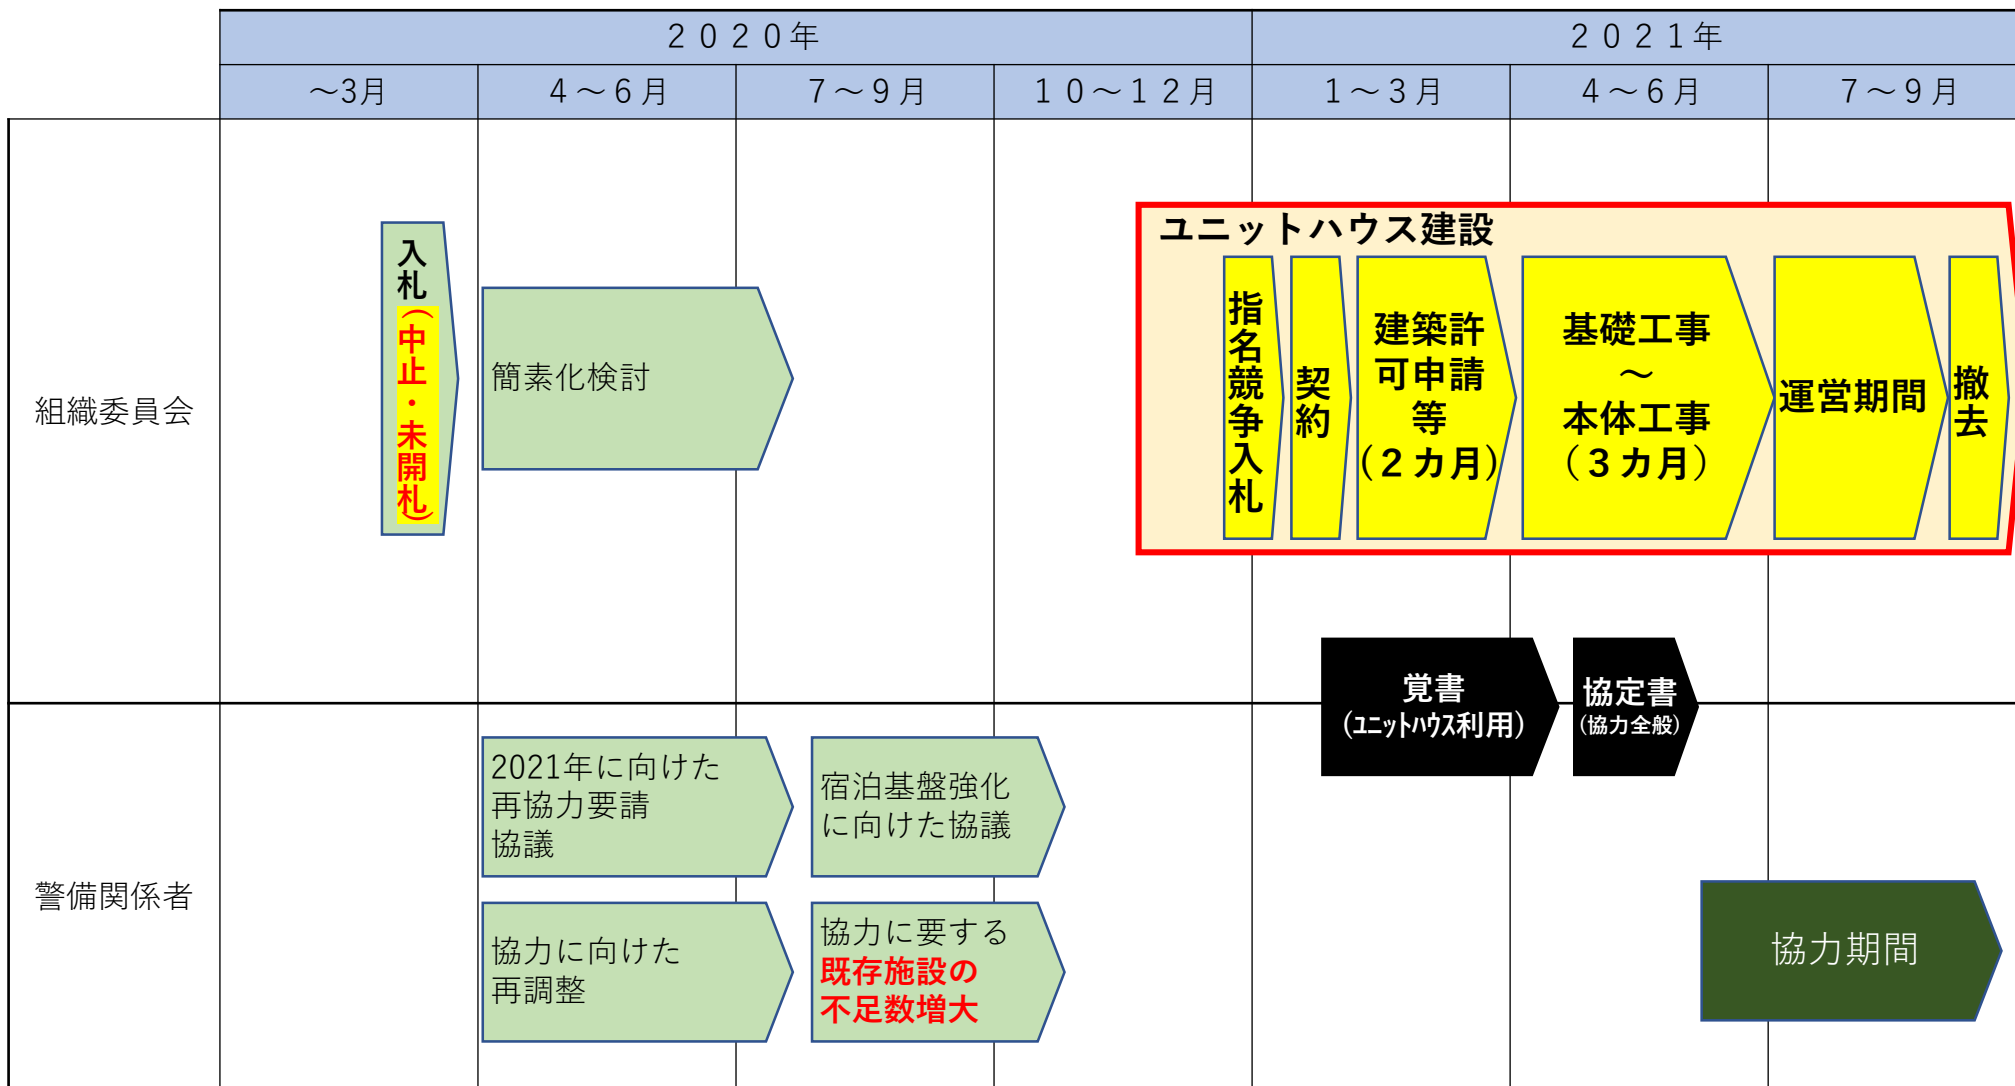 ２０２０年
２０２１年
～3月
４～６月
７～９月
１０～１２月
１～３月
４～６月
７～９月
組織委員会
入札（中止・未開札）
簡素化検討
ユニットハウス建設
指名競争入札
契約
建築許
可申請
等
（２カ月）
基礎工事
～
本体工事
（３カ月）
運営期間
撤去
覚書
（ﾕﾆｯﾄﾊｳｽ利用）
協定書
（協力全般）
警備関係者
2021年に向けた
再協力要請
協議
宿泊基盤強化
に向けた協議
協力に向けた
再調整
協力に要する
既存施設の
不足数増大
協力期間